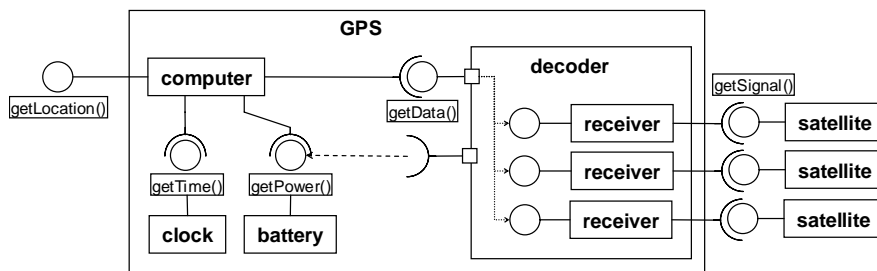 GPS
computer
decoder
getLocation()
getData()
getSignal()
receiver
satellite
receiver
satellite
getTime()
getPower()
receiver
satellite
clock
battery